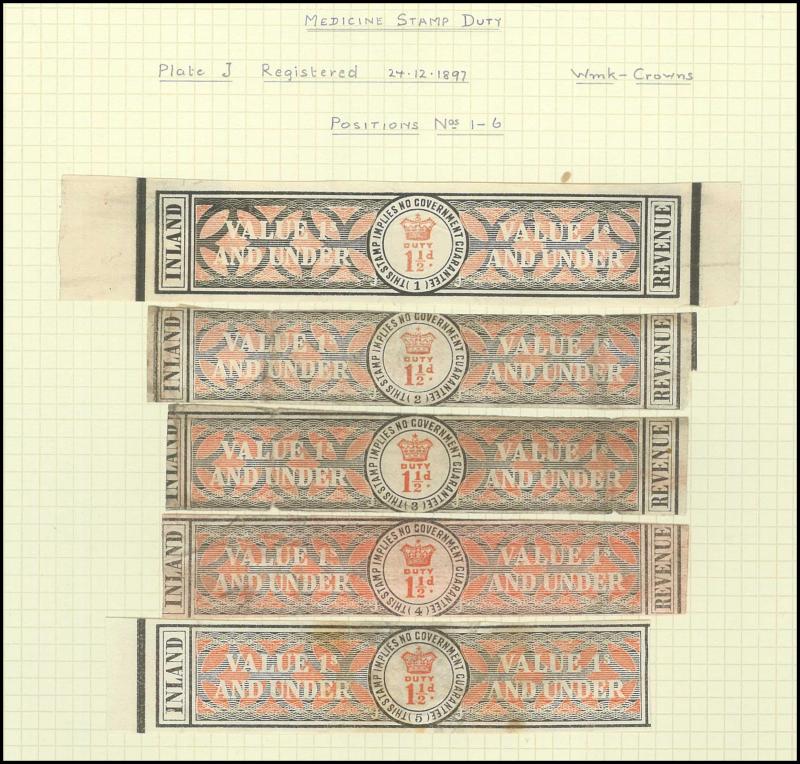 MEDICINE STAMP DUTY
Plate J Registered 24.12.1897 Wmk-Crowns
POSITIONS Nos 1-6
INLAND VALUE 1s AND UNDER THIS STAMP IMPLIES NO GOVERNMENT GUARANTEE DUTY 1½d. (1) VALUE 1s AND UNDER REVENUE
INLAND VALUE 1s AND UNDER THIS STAMP IMPLIES NO GOVERNMENT GUARANTEE DUTY 1½d. (2) VALUE 1s AND UNDER REVENUE
INLAND VALUE 1s AND UNDER THIS STAMP IMPLIES NO GOVERNMENT GUARANTEE DUTY 1½d. (3) VALUE 1s AND UNDER REVENUE
INLAND VALUE 1s AND UNDER THIS STAMP IMPLIES NO GOVERNMENT GUARANTEE DUTY 1½d. (4) VALUE 1s AND UNDER REVENUE
INLAND VALUE 1s AND UNDER THIS STAMP IMPLIES NO GOVERNMENT GUARANTEE DUTY 1½d. (5) VALUE 1s AND UNDER